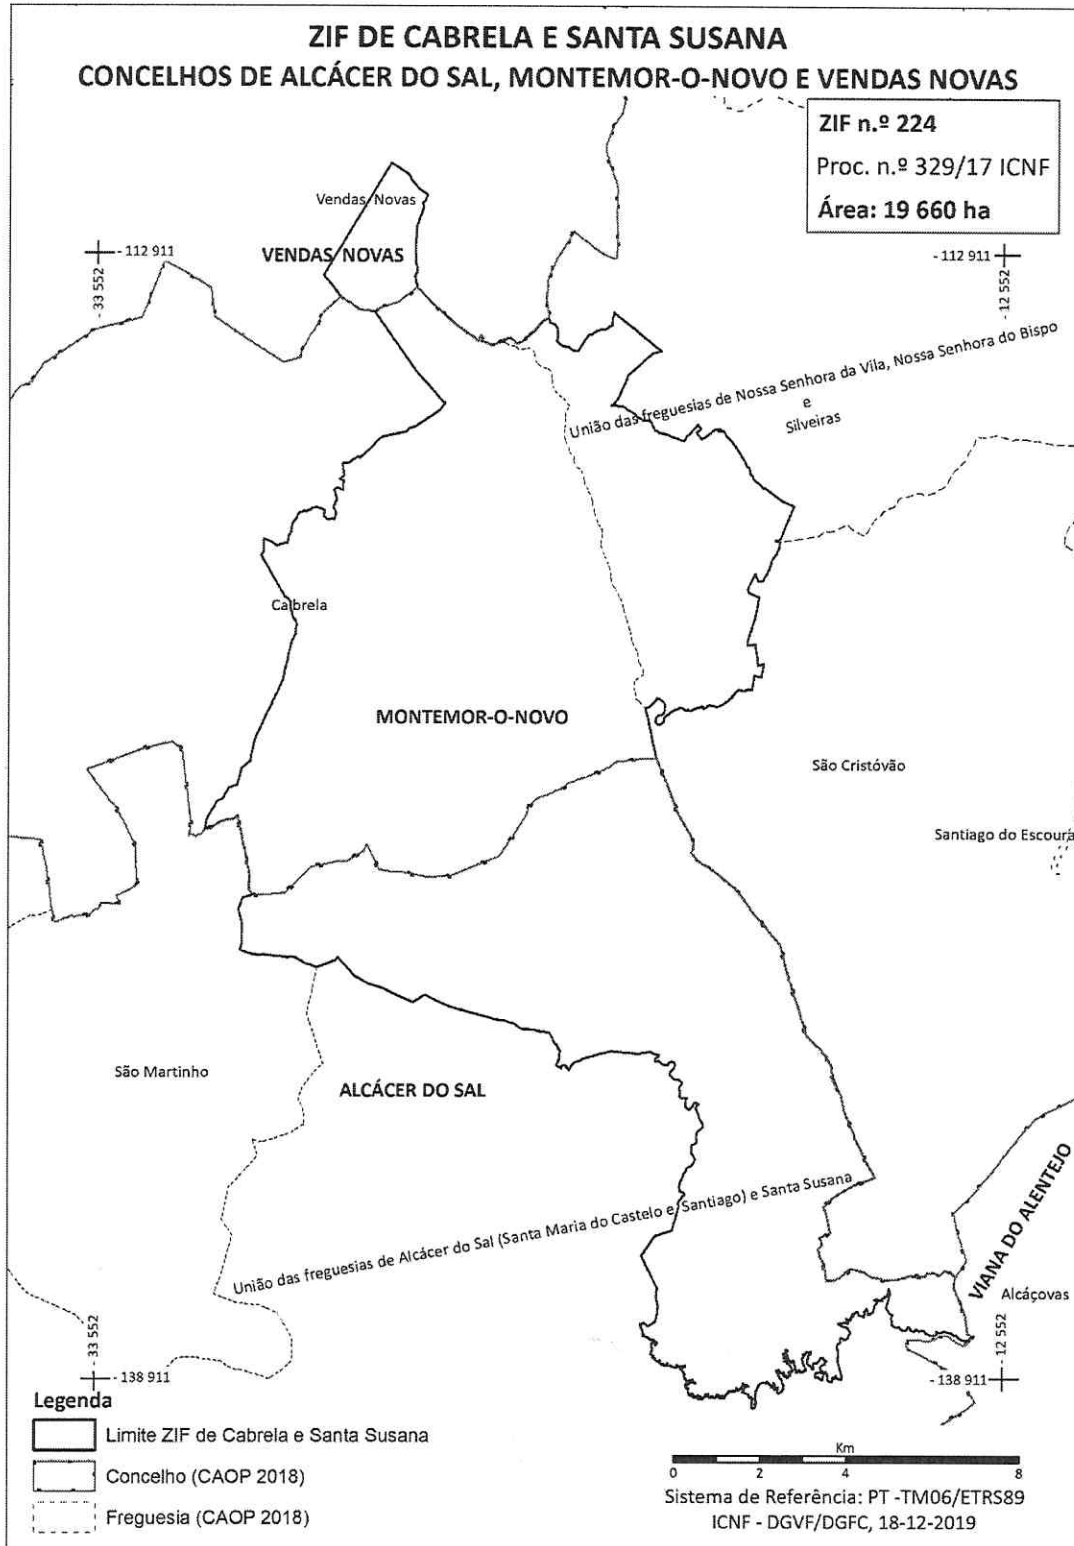 ZIF DE CABRELA E SANTA SUSANA
CONCELHOS DE ALCÁCER DO SAL, MONTEMOR-O-NOVO E VENDAS NOVAS
ZIF n.º 224
Proc. n.º 329/17 ICNF
Área: 19 660 ha
Vendas Novas
VENDAS NOVAS
- 112 911
- 33 552
- 112 911
- 12 552
União das freguesias de Nossa Senhora da Vila, Nossa Senhora do Bispo
e
Silveiras
Cabrela
MONTEMOR-O-NOVO
São Cristóvão
Santiago do Escoura
São Martinho
ALCÁCER DO SAL
União das freguesias de Alcácer do Sal (Santa Maria do Castelo e Santiago) e Santa Susana
VIANA DO ALENTEJO
Alcáçovas
- 33 552
- 138 911
- 12 552
- 138 911
Legenda
Limite ZIF de Cabrela e Santa Susana
Concelho (CAOP 2018)
Freguesia (CAOP 2018)
Km
0 2 4 8
Sistema de Referência: PT -TM06/ETRS89
ICNF - DGVF/DGFC, 18-12-2019